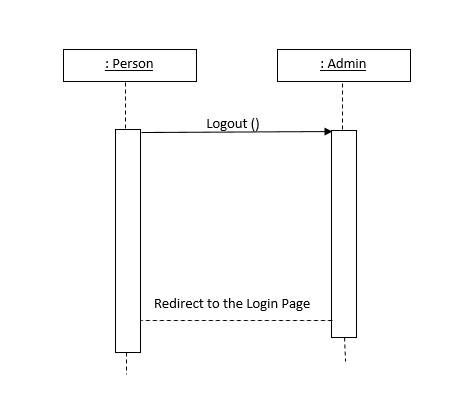 : Person
: Admin
Logout ()
Redirect to the Login Page